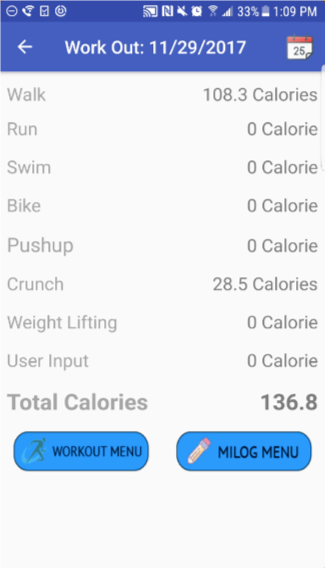 33% 1:09 PM
Work Out: 11/29/2017
25
Walk 108.3 Calories
Run 0 Calorie
Swim 0 Calorie
Bike 0 Calorie
Pushup 0 Calorie
Crunch 28.5 Calories
Weight Lifting 0 Calorie
User Input 0 Calorie
Total Calories 136.8
WORKOUT MENU MILOG MENU